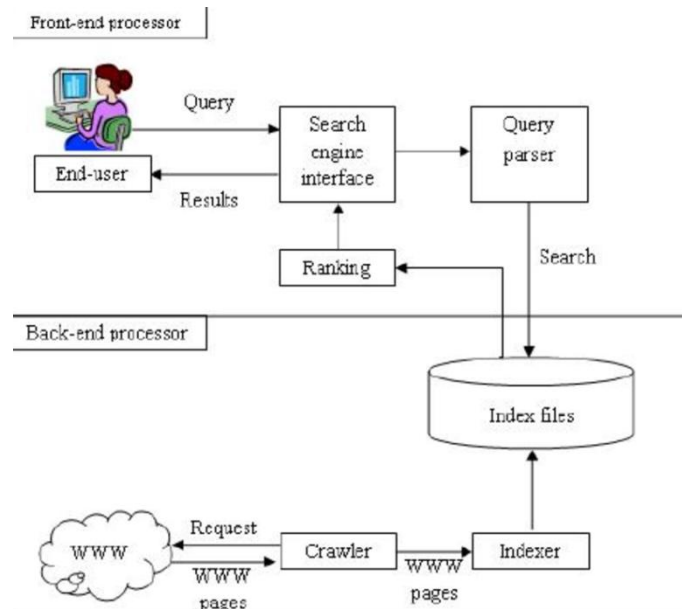 Front-end processor
Query
Search
engine
interface
Query
parser
End-user
Results
Ranking
Search
Back-end processor
Index files
WWW
Request
WWW
pages
Crawler
WWW
pages
Indexer